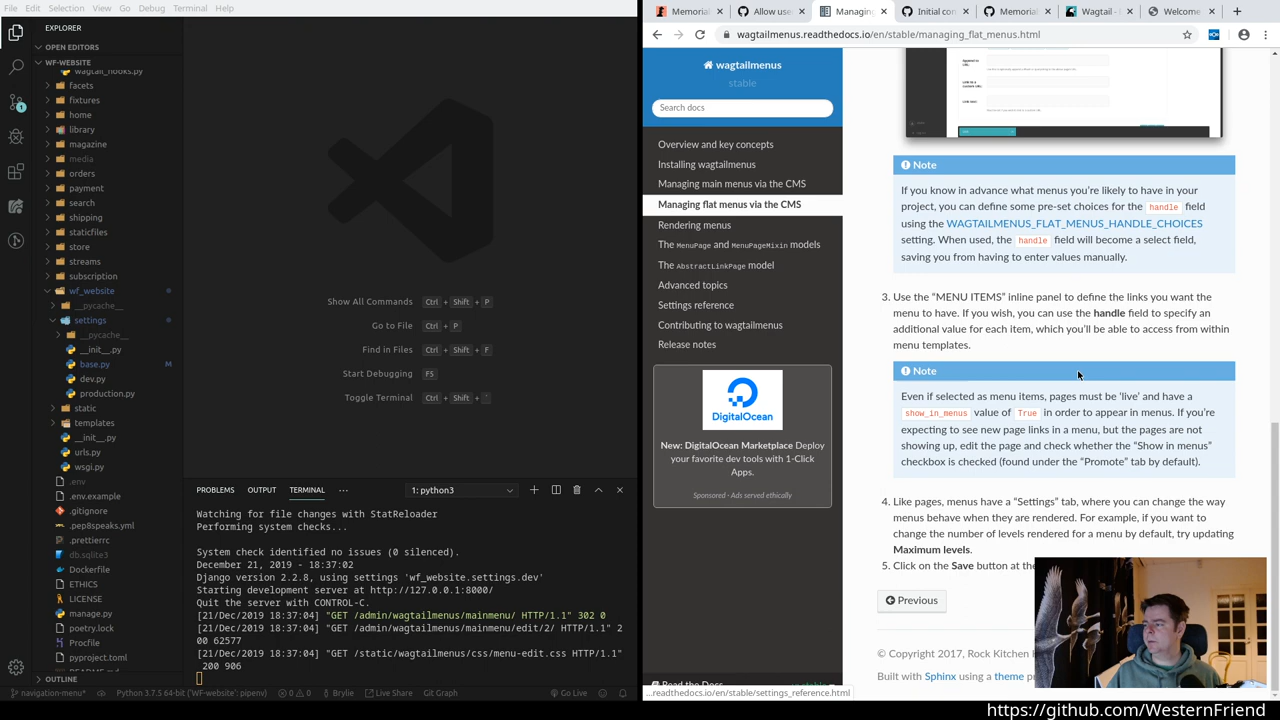 File Edit Selection View Go Debug Terminal Help
EXPLORER
OPEN EDITORS
WF-WEBSITE
wagtail_hooks.py
facets
fixtures
home
library
magazine
media
orders
payment
search
shipping
staticfiles
store
streams
subscription
wf_website
__pycache__
settings
__pycache__
__init__.py
base.py M
dev.py
production.py
static
templates
__init__.py
urls.py
wsgi.py
.env
.env.example
.gitignore
.pep8speaks.yml
.prettierrc
db.sqlite3
Dockerfile
ETHICS
LICENSE
manage.py
poetry.lock
Procfile
pyproject.toml
OUTLINE
Show All Commands Ctrl + Shift + P
Go to File Ctrl + P
Find in Files Ctrl + Shift + F
Start Debugging F5
Toggle Terminal Ctrl + Shift + `
PROBLEMS OUTPUT TERMINAL ··· 1: python3
Watching for file changes with StatReloader
Performing system checks...
System check identified no issues (0 silenced).
December 21, 2019 - 18:37:02
Django version 2.2.8, using settings 'wf_website.settings.dev'
Starting development server at http://127.0.0.1:8000/
Quit the server with CONTROL-C.
[21/Dec/2019 18:37:04] "GET /admin/wagtailmenus/mainmenu/ HTTP/1.1" 302 0
[21/Dec/2019 18:37:04] "GET /admin/wagtailmenus/mainmenu/edit/2/ HTTP/1.1" 2
00 62577
[21/Dec/2019 18:37:04] "GET /static/wagtailmenus/css/menu-edit.css HTTP/1.1"
200 906
navigation-menu* Python 3.7.5 64-bit ('WF-website': pipenv) 0 0 Brylie Live Share Git Graph Go Live
Memorial Allow use Managing Initial con Memorial Wagtail - Welcome
wagtailmenus.readthedocs.io/en/stable/managing_flat_menus.html
wagtailmenus
stable
Search docs
Overview and key concepts
Installing wagtailmenus
Managing main menus via the CMS
Managing flat menus via the CMS
Rendering menus
The MenuPage and MenuPageMixin models
The AbstractLinkPage model
Advanced topics
Settings reference
Contributing to wagtailmenus
Release notes
DigitalOcean
New: DigitalOcean Marketplace Deploy
your favorite dev tools with 1-Click
Apps.
Sponsored · Ads served ethically
Read the Docs
...readthedocs.io/en/stable/settings_reference.html
Note
If you know in advance what menus you're likely to have in your
project, you can define some pre-set choices for the handle field
using the WAGTAILMENUS_FLAT_MENUS_HANDLE_CHOICES
setting. When used, the handle field will become a select field,
saving you from having to enter values manually.
3. Use the "MENU ITEMS" inline panel to define the links you want the
menu to have. If you wish, you can use the handle field to specify an
additional value for each item, which you'll be able to access from within
menu templates.
Note
Even if selected as menu items, pages must be 'live' and have a
show_in_menus value of True in order to appear in menus. If you're
expecting to see new page links in a menu, but the pages are not
showing up, edit the page and check whether the "Show in menus"
checkbox is checked (found under the "Promote" tab by default).
4. Like pages, menus have a "Settings" tab, where you can change the way
menus behave when they are rendered. For example, if you want to
change the number of levels rendered for a menu by default, try updating
Maximum levels.
5. Click on the Save button at the
Previous
© Copyright 2017, Rock Kitchen
Built with Sphinx using a theme
https://github.com/WesternFriend